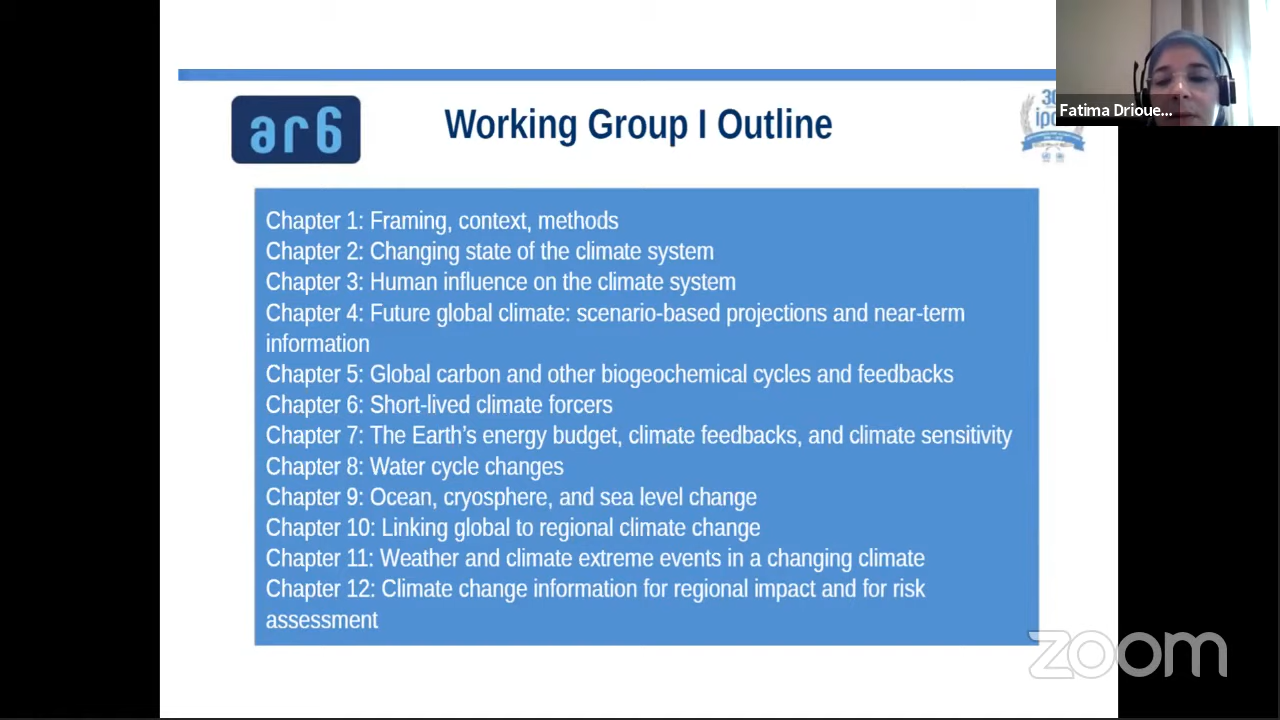 ar6
Working Group I Outline
30
ipcc
Fatima Drioue...
Chapter 1: Framing, context, methods
Chapter 2: Changing state of the climate system
Chapter 3: Human influence on the climate system
Chapter 4: Future global climate: scenario-based projections and near-term
information
Chapter 5: Global carbon and other biogeochemical cycles and feedbacks
Chapter 6: Short-lived climate forcers
Chapter 7: The Earth’s energy budget, climate feedbacks, and climate sensitivity
Chapter 8: Water cycle changes
Chapter 9: Ocean, cryosphere, and sea level change
Chapter 10: Linking global to regional climate change
Chapter 11: Weather and climate extreme events in a changing climate
Chapter 12: Climate change information for regional impact and for risk
assessment
zoom